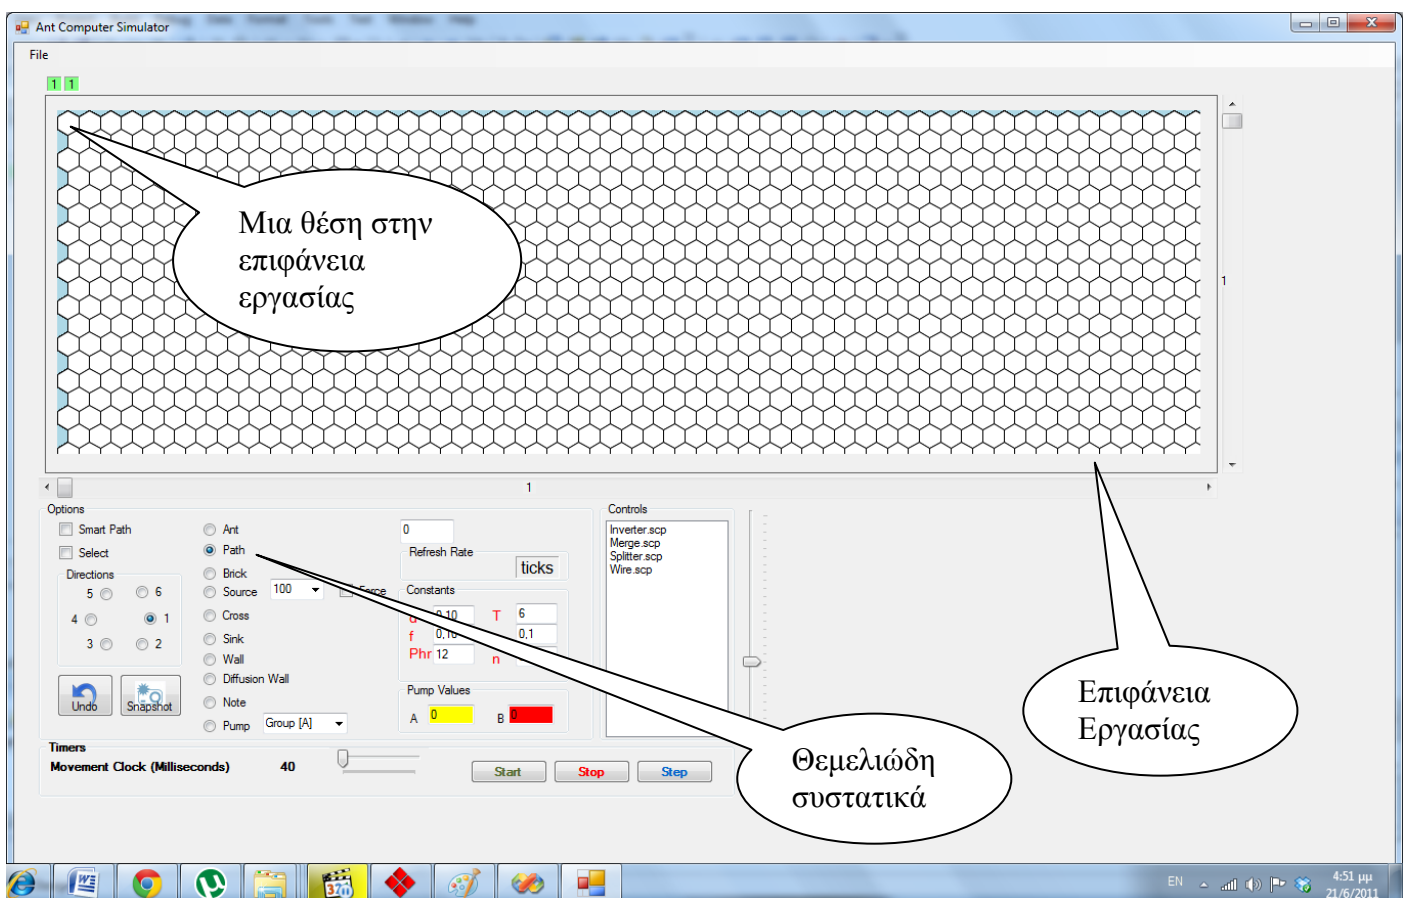 Ant Computer Simulator
File
1 1
Μια θέση στην
επιφάνεια
εργασίας
1
1
Options
Smart Path
Select
Directions
5 6
4 1
3 2
Undo
Snapshot
Ant
Path
Brick
Source 100
Cross
Sink
Wall
Diffusion Wall
Note
Pump Group [A]
0
Refresh Rate
ticks
Constants
T 6
f 0,1
Phr 12 n
Pump Values
A 0 B 0
Controls
Inverter.scp
Merge.scp
Splitter.scp
Wire.scp
Επιφάνεια
Εργασίας
Θεμελιώδη
συστατικά
Timers
Movement Clock (Milliseconds) 40
Start Stop Step
EN
4:51 μμ
21/6/2011